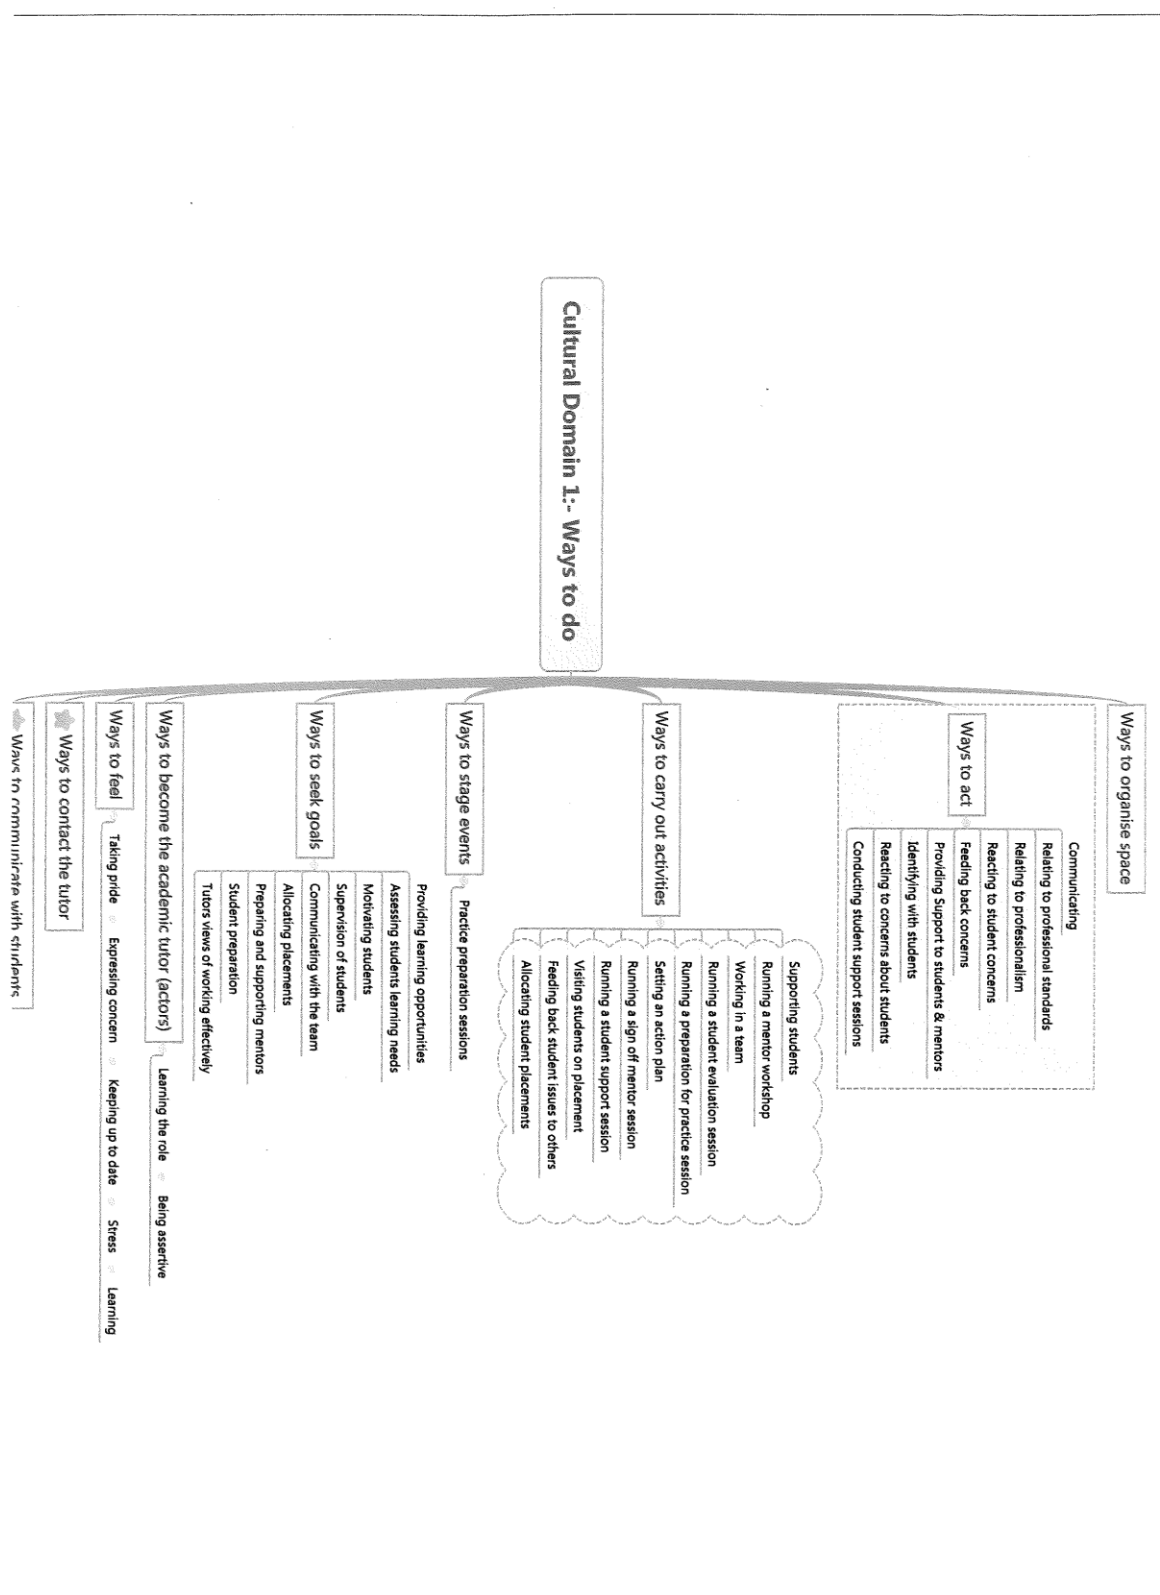 Cultural Domain 1:- Ways to do
Ways to organise space
Ways to act
Communicating
Relating to professional standards
Relating to professionalism
Reacting to student concerns
Feeding back concerns
Providing Support to students & mentors
Identifying with students
Reacting to concerns about students
Conducting student support sessions
Ways to carry out activities
Supporting students
Running a mentor workshop
Working in a team
Running a student evaluation session
Running a preparation for practice session
Setting an action plan
Running a sign off mentor session
Running a student support session
Visiting students on placement
Feeding back student issues to others
Allocating student placements
Ways to stage events
Practice preparation sessions
Ways to seek goals
Providing learning opportunities
Assessing students learning needs
Motivating students
Supervision of students
Communicating with the team
Allocating placements
Preparing and supporting mentors
Student preparation
Tutors views of working effectively
Ways to become the academic tutor (actors)
Learning the role
Being assertive
Ways to feel
Taking pride
Expressing concern
Keeping up to date
Stress
Learning
Ways to contact the tutor
Ways to communicate with students